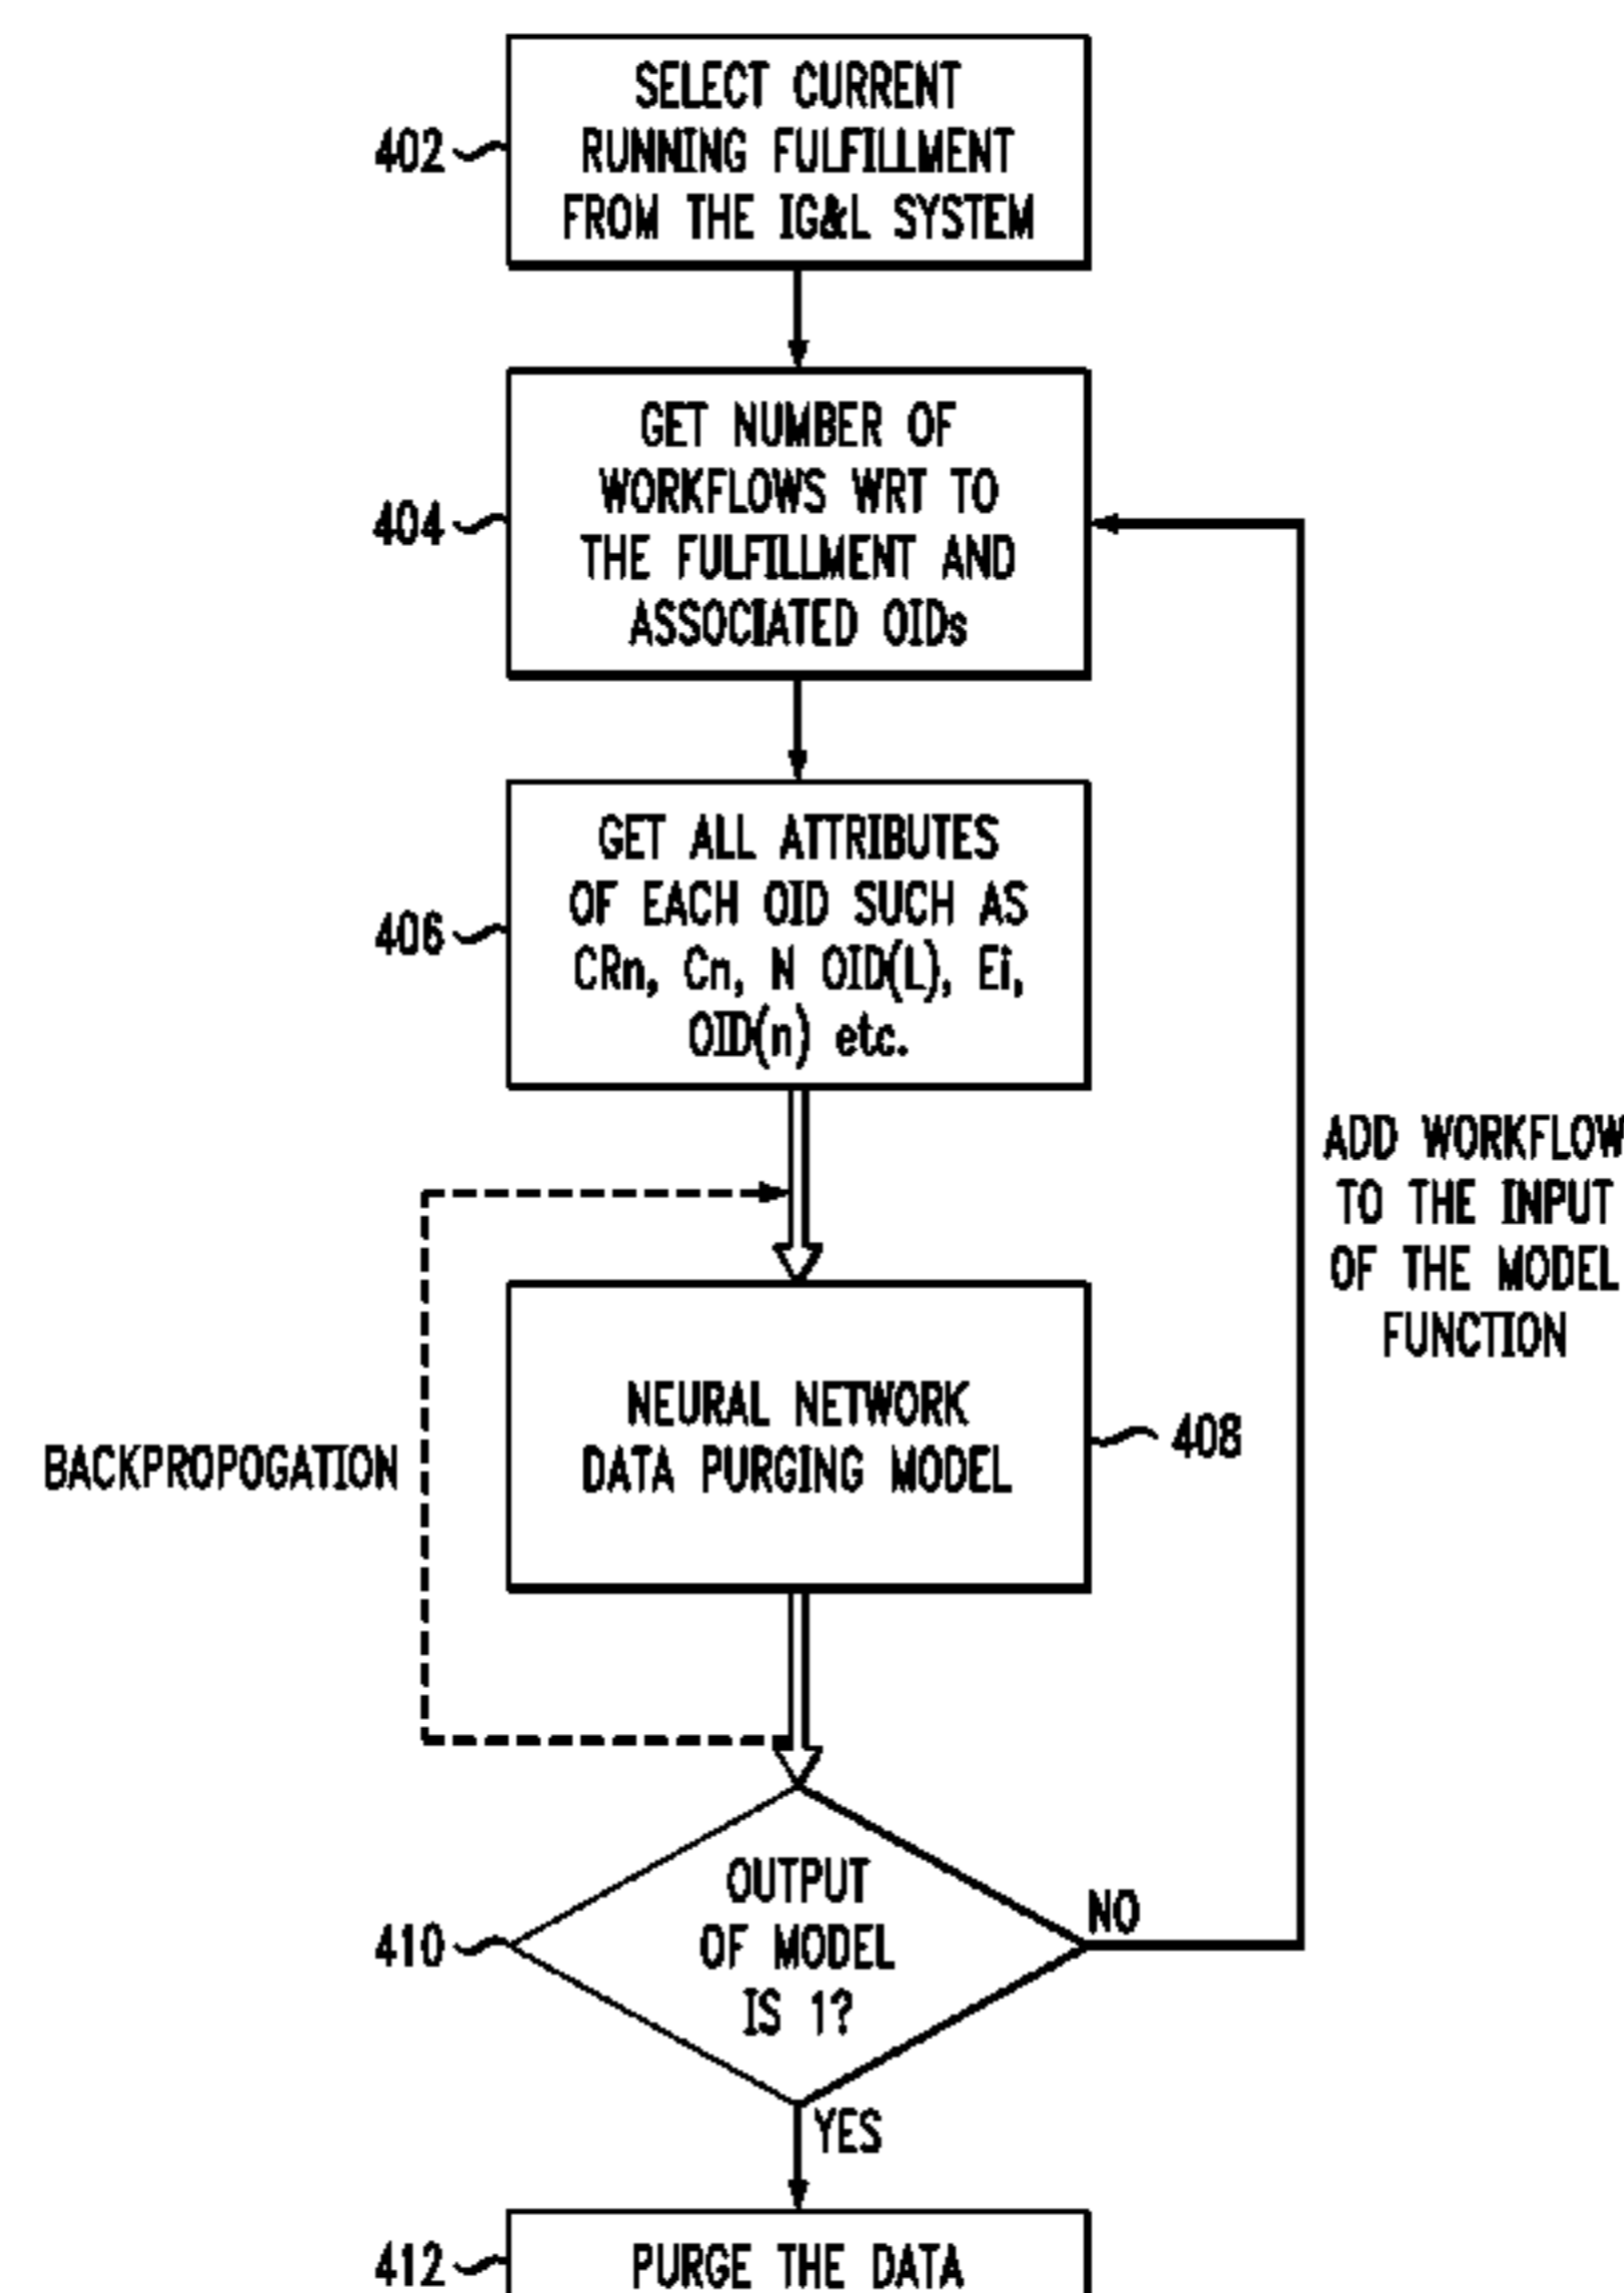 SELECT CURRENT
RUNNING FULFILLMENT
FROM THE IG&L SYSTEM
402
GET NUMBER OF
WORKFLOWS WRT TO
THE FULFILLMENT AND
ASSOCIATED OIDs
404
GET ALL ATTRIBUTES
OF EACH OID SUCH AS
CRn, Cn, N OID(L), Ei,
OID(n) etc.
406
ADD WORKFLOW
TO THE INPUT
OF THE MODEL
FUNCTION
NEURAL NETWORK
DATA PURGING MODEL
408
BACKPROPOGATION
OUTPUT
OF MODEL
IS 1?
410
NO
YES
412
PURGE THE DATA